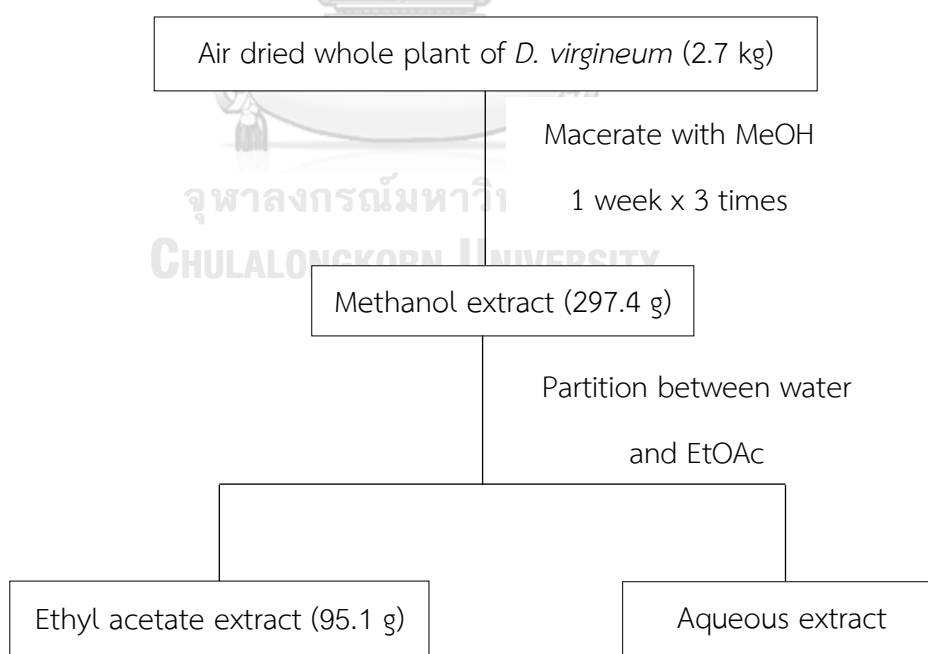 Air dried whole plant of D. virgineum (2.7 kg)
Macerate with MeOH
จุฬาลงกรณ์มหาวิ
1 week x 3 times
CHULALONGKORN UNIVERSITY
Methanol extract (297.4 g)
Partition between water
and EtOAc
Ethyl acetate extract (95.1 g)
Aqueous extract